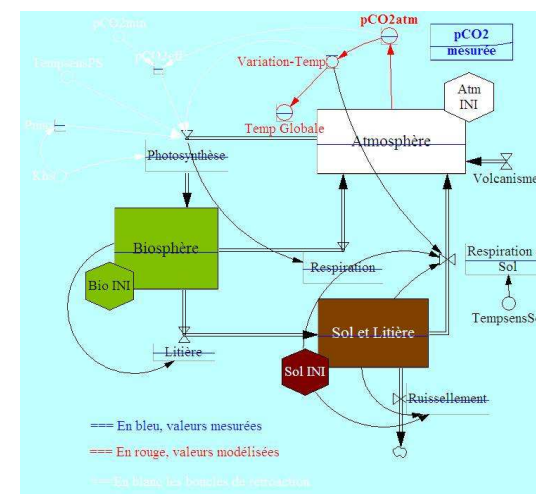 pCO2atm
pCO2atm
pCO2
mesurée
Variation-Temp
TempsensPS
Atm
INI
Temp Globale
Atmosphère
Photosynthèse
Volcanisme
Biosphère
Respiration
Sol
Respiration
Bio INI
TempsensSo
Sol et Litière
Litière
Sol INI
Ruissellement
=== En bleu, valeurs mesurées
=== En rouge, valeurs modélisées
=== En blanc les boucles de rétroaction